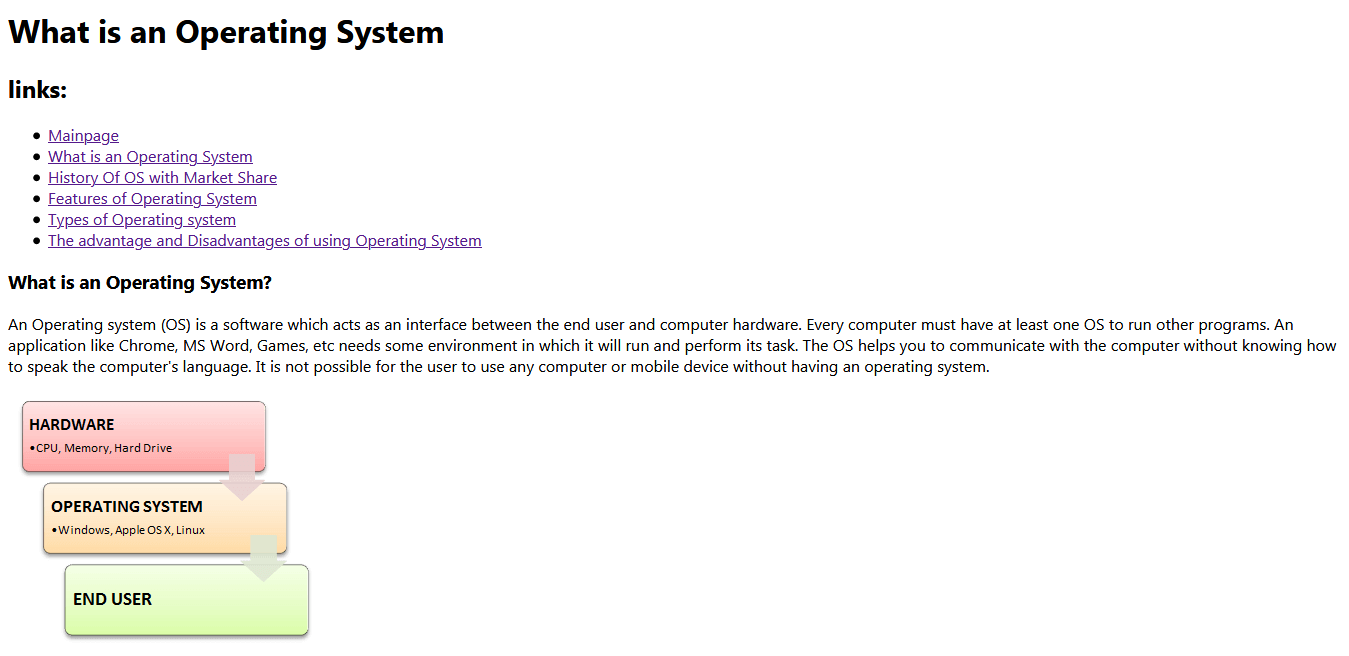 What is an Operating System
links:
• Mainpage
• What is an Operating System
• History Of OS with Market Share
• Features of Operating System
• Types of Operating system
• The advantage and Disadvantages of using Operating System
What is an Operating System?
An Operating system (OS) is a software which acts as an interface between the end user and computer hardware. Every computer must have at least one OS to run other programs. An
application like Chrome, MS Word, Games, etc needs some environment in which it will run and perform its task. The OS helps you to communicate with the computer without knowing how
to speak the computer's language. It is not possible for the user to use any computer or mobile device without having an operating system.
HARDWARE
•CPU, Memory, Hard Drive
OPERATING SYSTEM
•Windows, Apple OS X, Linux
END USER